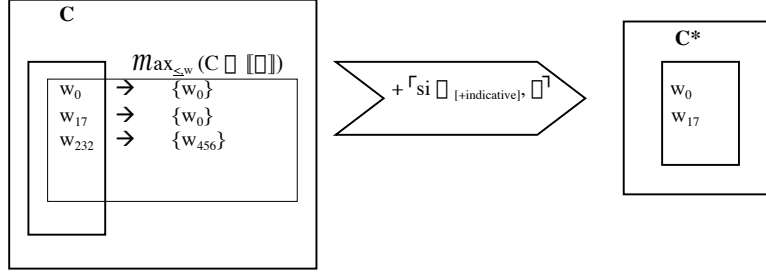 C
Max≤w (C ▯ ⟦▯⟧)
w0 → {w0}
w17 → {w0}
w232 → {w456}
+ ⌜si ▯ [+indicative], ▯⌝
C*
w0
w17